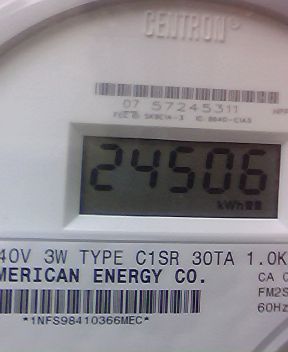 CENTRON®
07 57245311
24506
kWh
40V 3W TYPE C1SR 30TA 1.0K
MERICAN ENERGY CO.
CA
FM2S
60Hz
*1NFS98410366MEC*